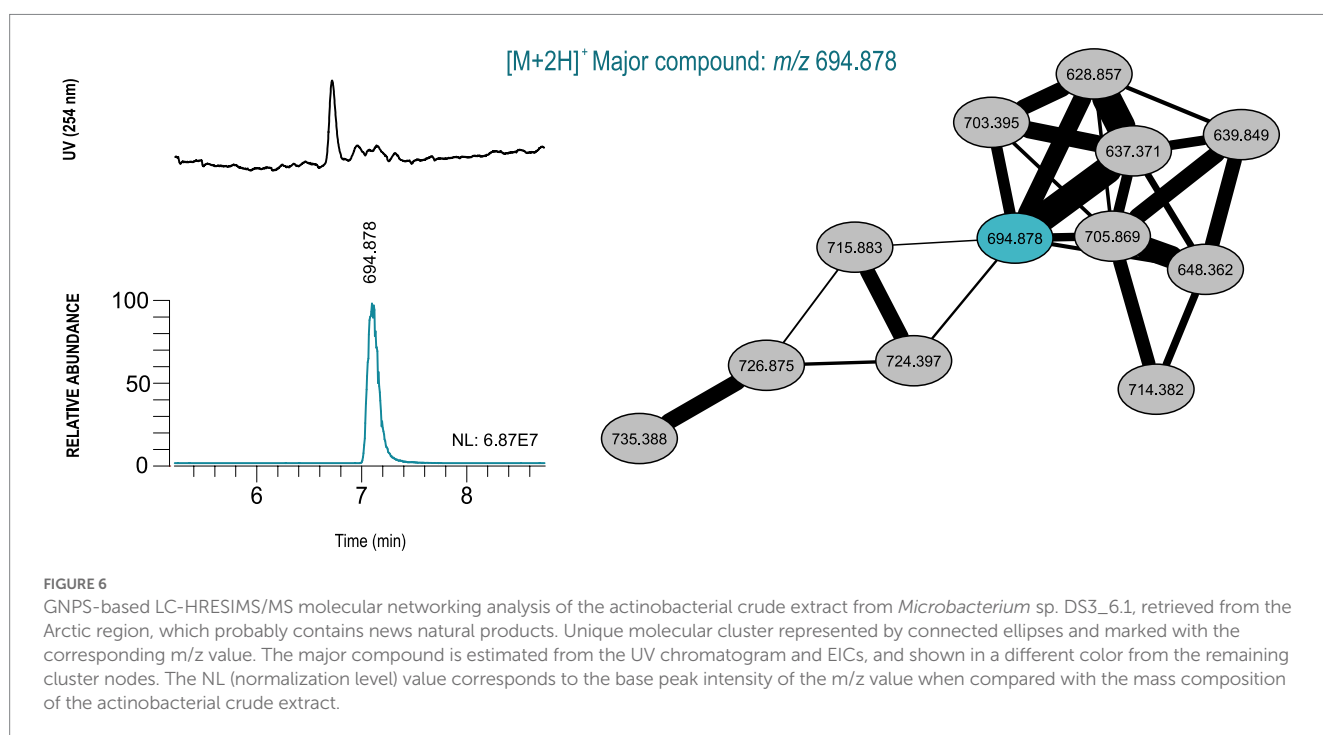 [M+2H]+ Major compound: m/z 694.878
UV (254 nm)
694.878
RELATIVE ABUNDANCE
100
50
0
NL: 6.87E7
6 7 8
Time (min)
628.857
703.395
639.849
637.371
694.878
705.869
715.883
648.362
726.875
724.397
714.382
735.388
FIGURE 6
GNPS-based LC-HRESIMS/MS molecular networking analysis of the actinobacterial crude extract from Microbacterium sp. DS3_6.1, retrieved from the
Arctic region, which probably contains news natural products. Unique molecular cluster represented by connected ellipses and marked with the
corresponding m/z value. The major compound is estimated from the UV chromatogram and EICs, and shown in a different color from the remaining
cluster nodes. The NL (normalization level) value corresponds to the base peak intensity of the m/z value when compared with the mass composition
of the actinobacterial crude extract.